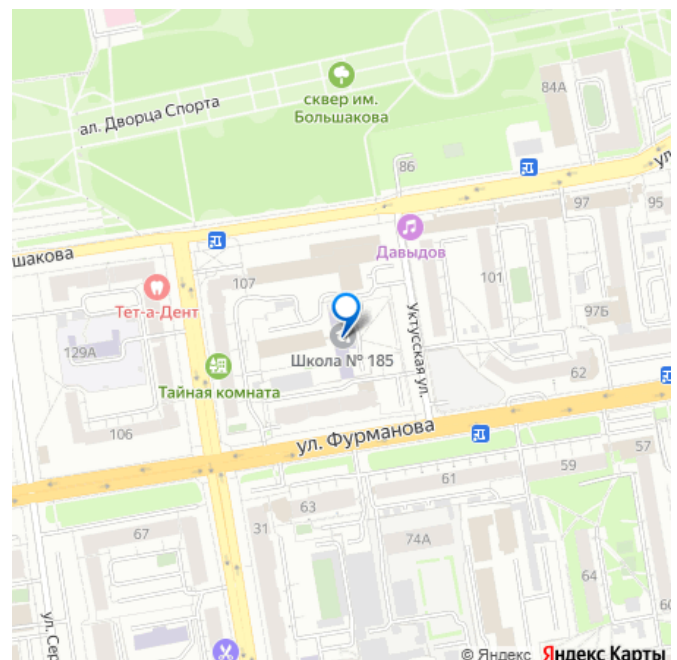 сквер им.
Большакова
ал. Дворца Спорта
84А
86
ул
97
95
Давыдов
шакова
107
101
Тет-а-Дент
97Б
129А
Школа № 185
Уктусская ул.
62
Тайная комната
106
ул. Фурманова
57
59
61
63
67
31
74А
64
60
ул. Сер
© Яндекс Яндекс Карты